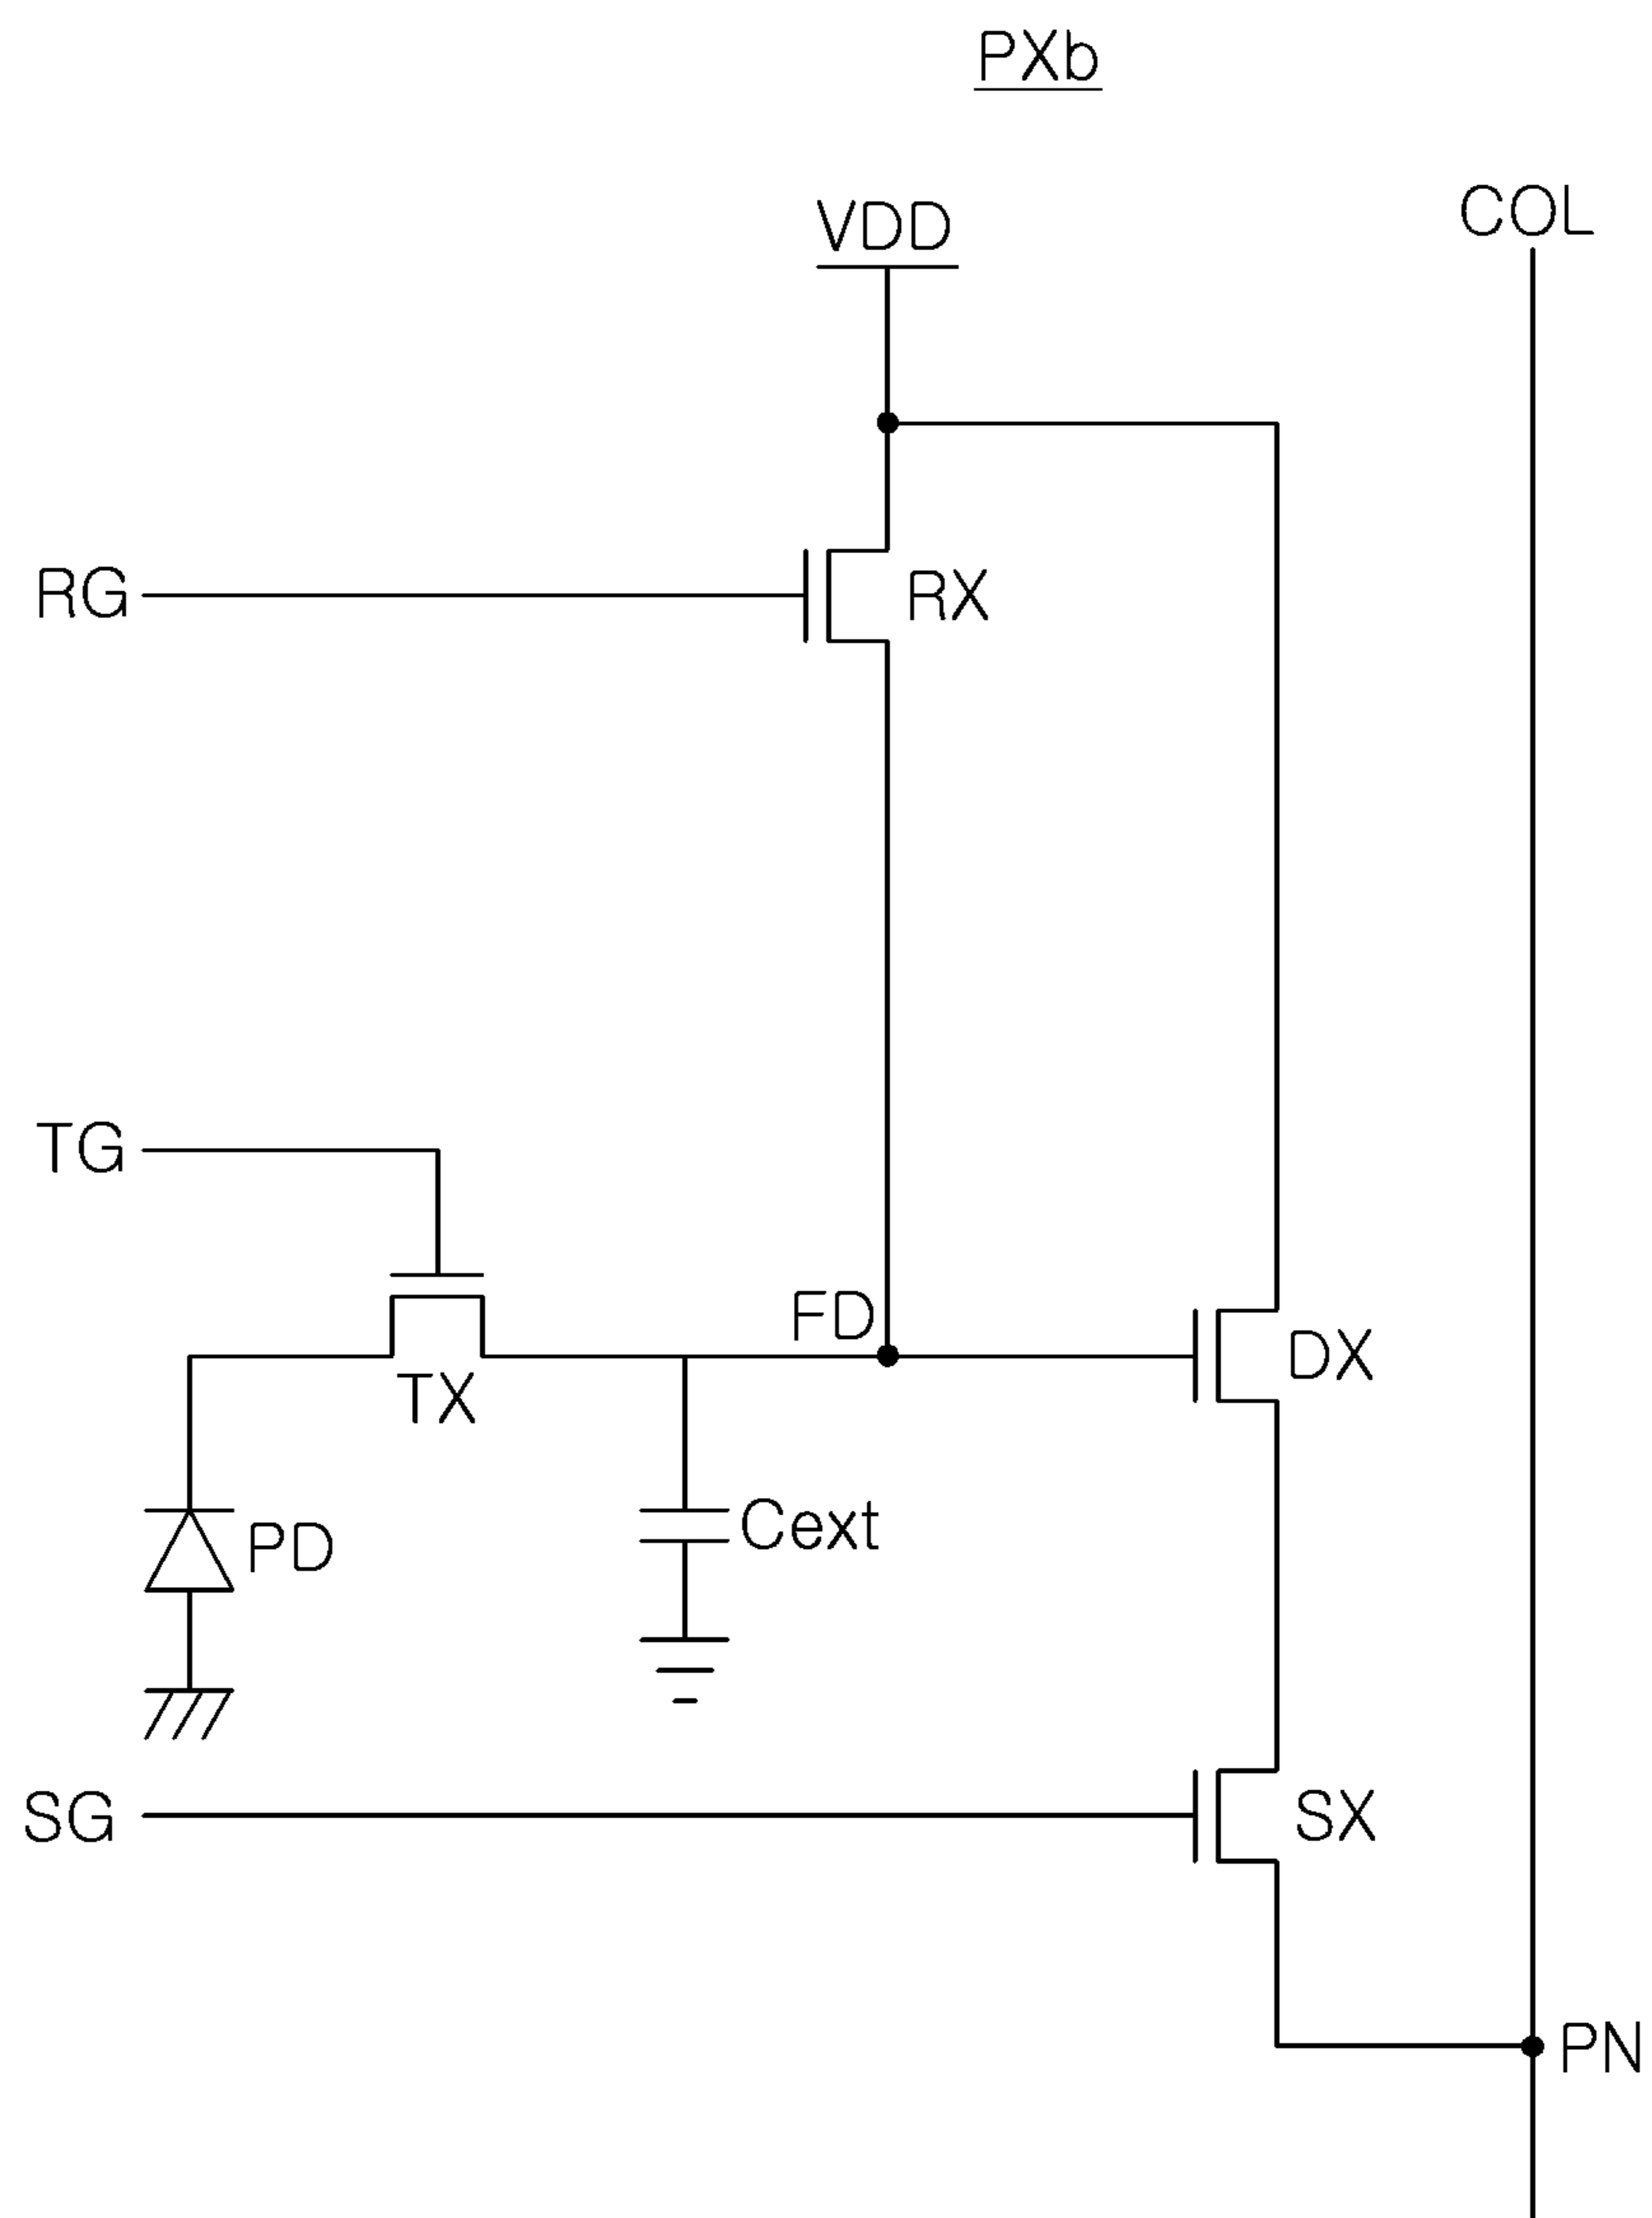 PXb
COL
VDD
RG
RX
TG
FD
DX
TX
Cext
PD
SG
SX
PN